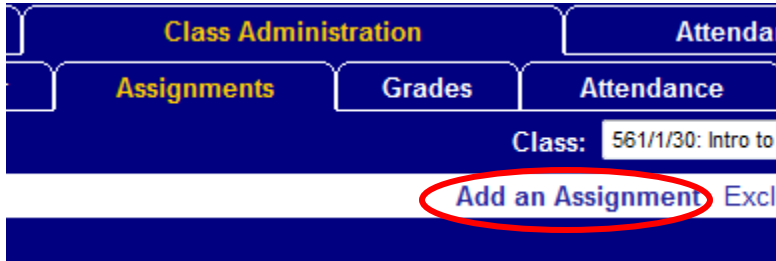 Class Administration Attenda
Assignments Grades Attendance
Class: 561/1/30: Intro to
Add an Assignment Excl